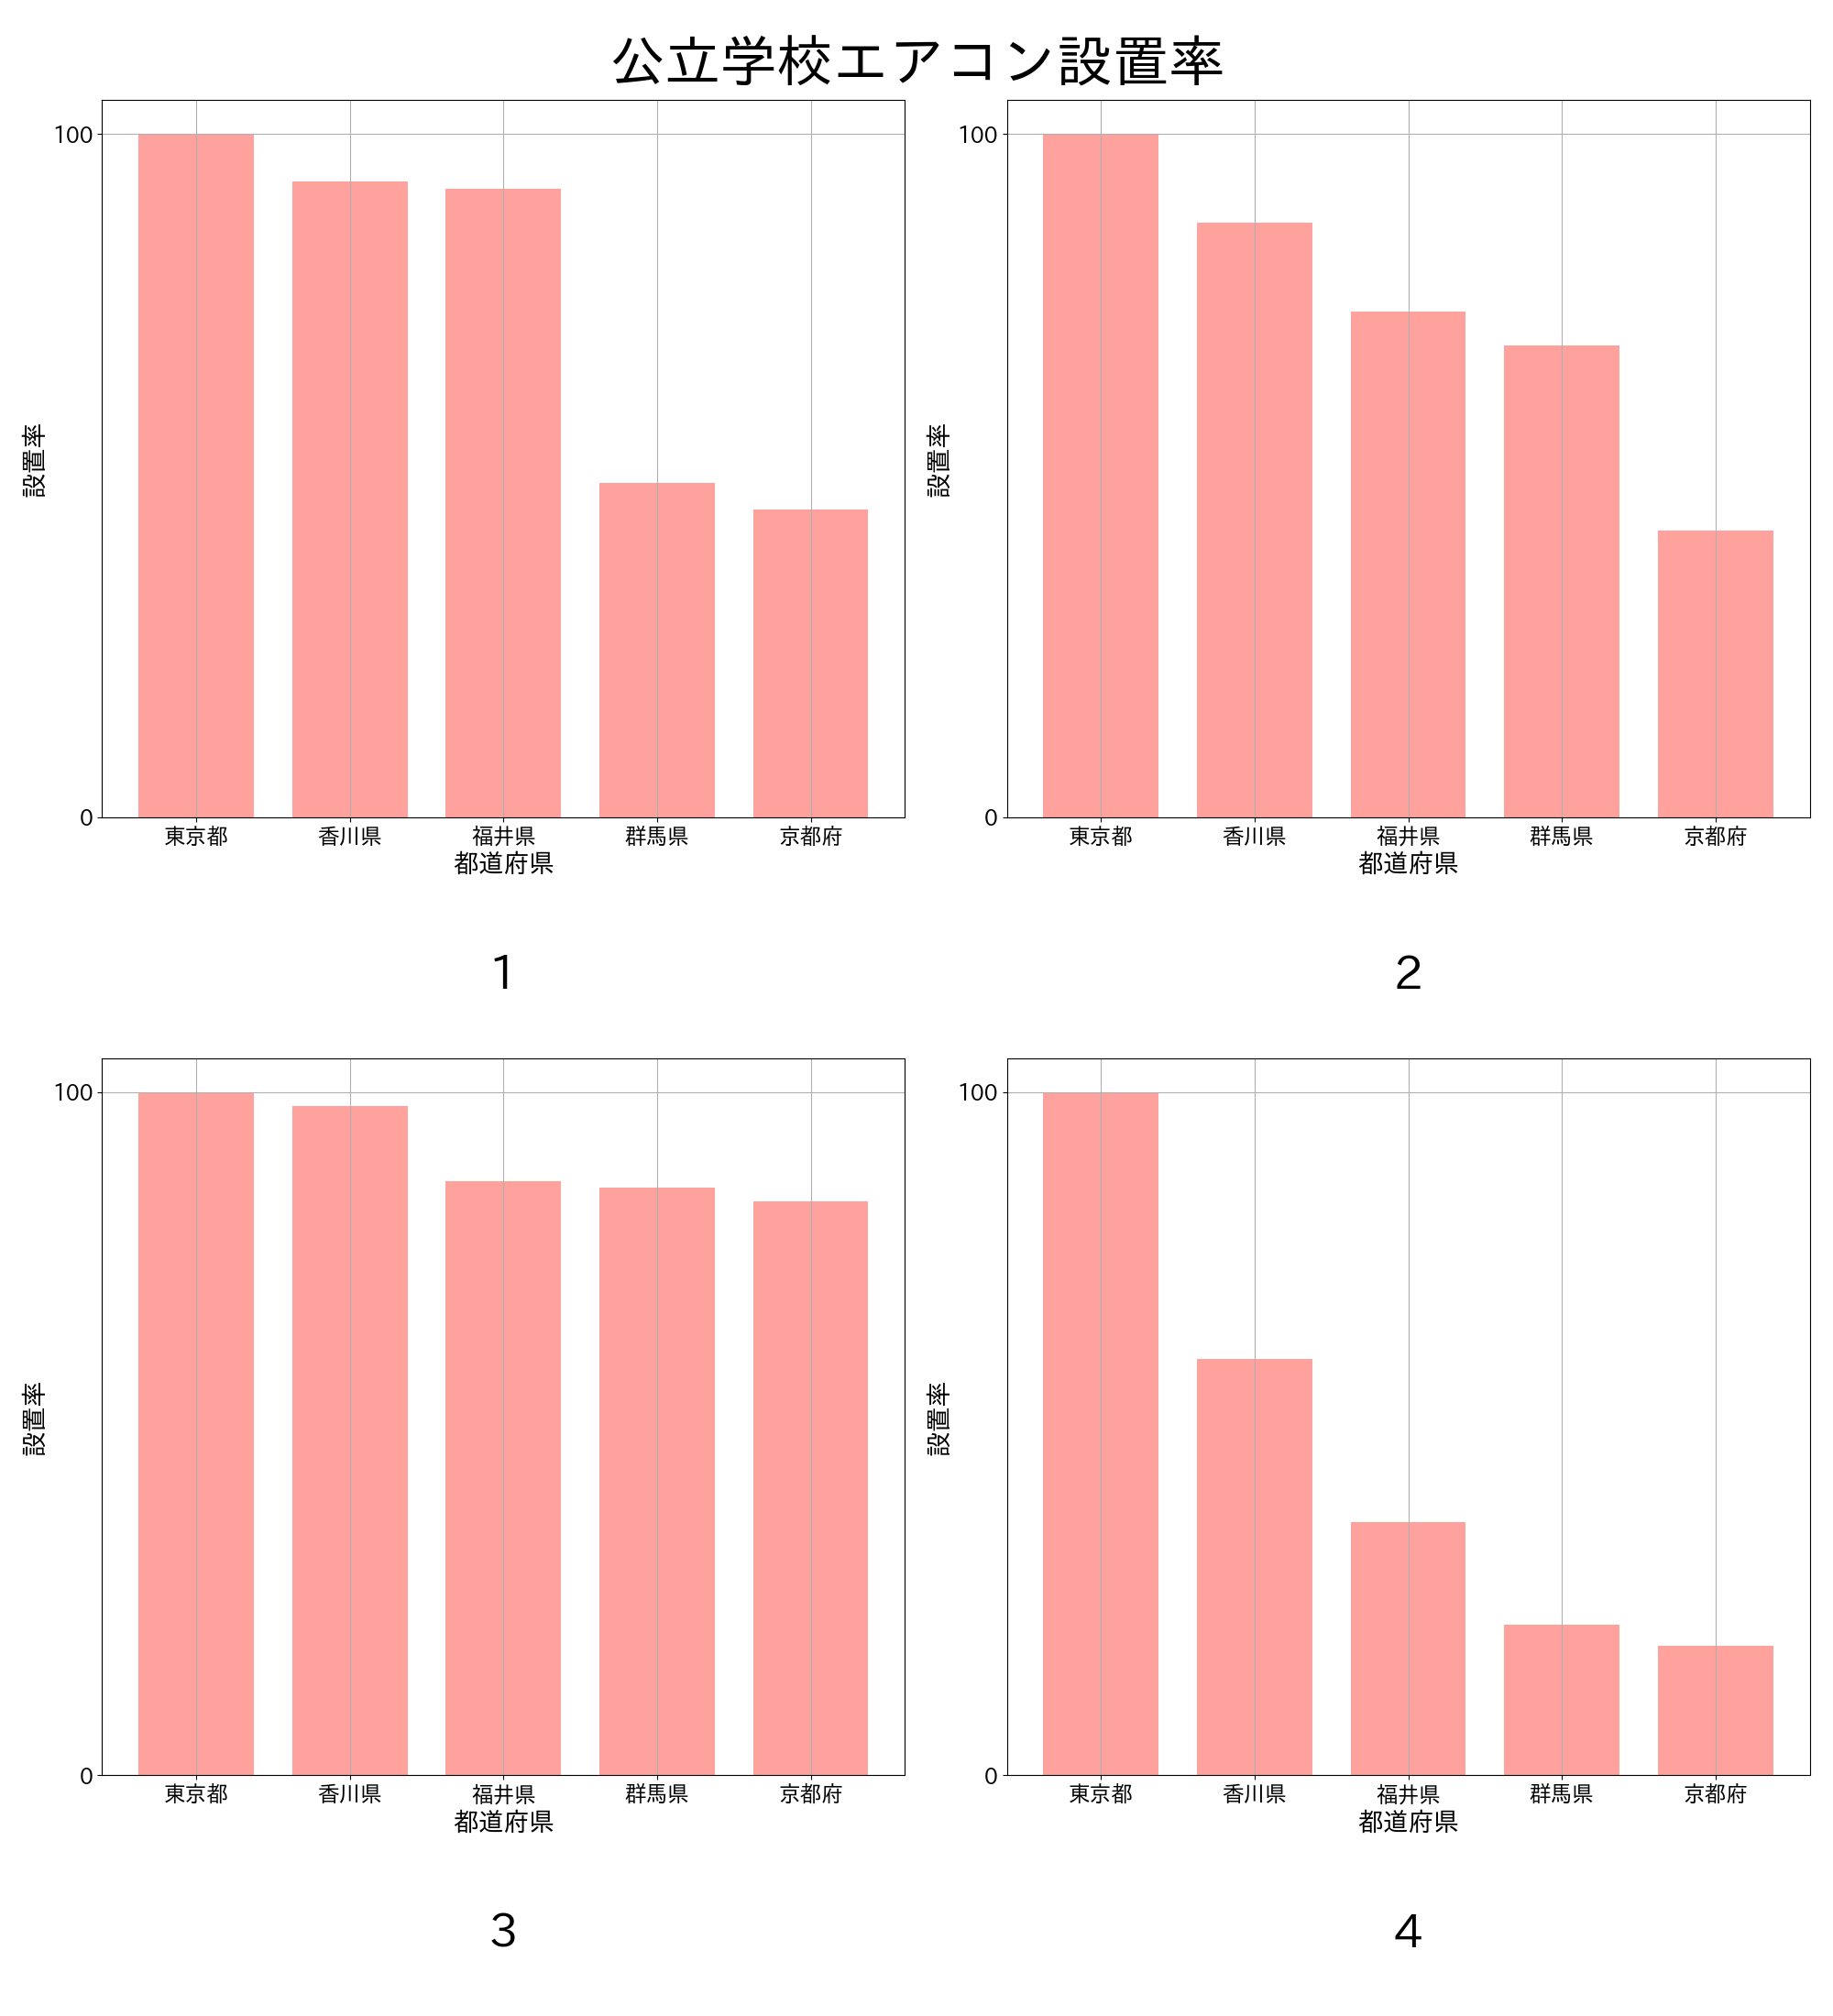 公立学校エアコン設置率
100
0
設置率
東京都 香川県 福井県 群馬県 京都府
都道府県
1
100
0
設置率
東京都 香川県 福井県 群馬県 京都府
都道府県
2
100
0
設置率
東京都 香川県 福井県 群馬県 京都府
都道府県
3
100
0
設置率
東京都 香川県 福井県 群馬県 京都府
都道府県
4